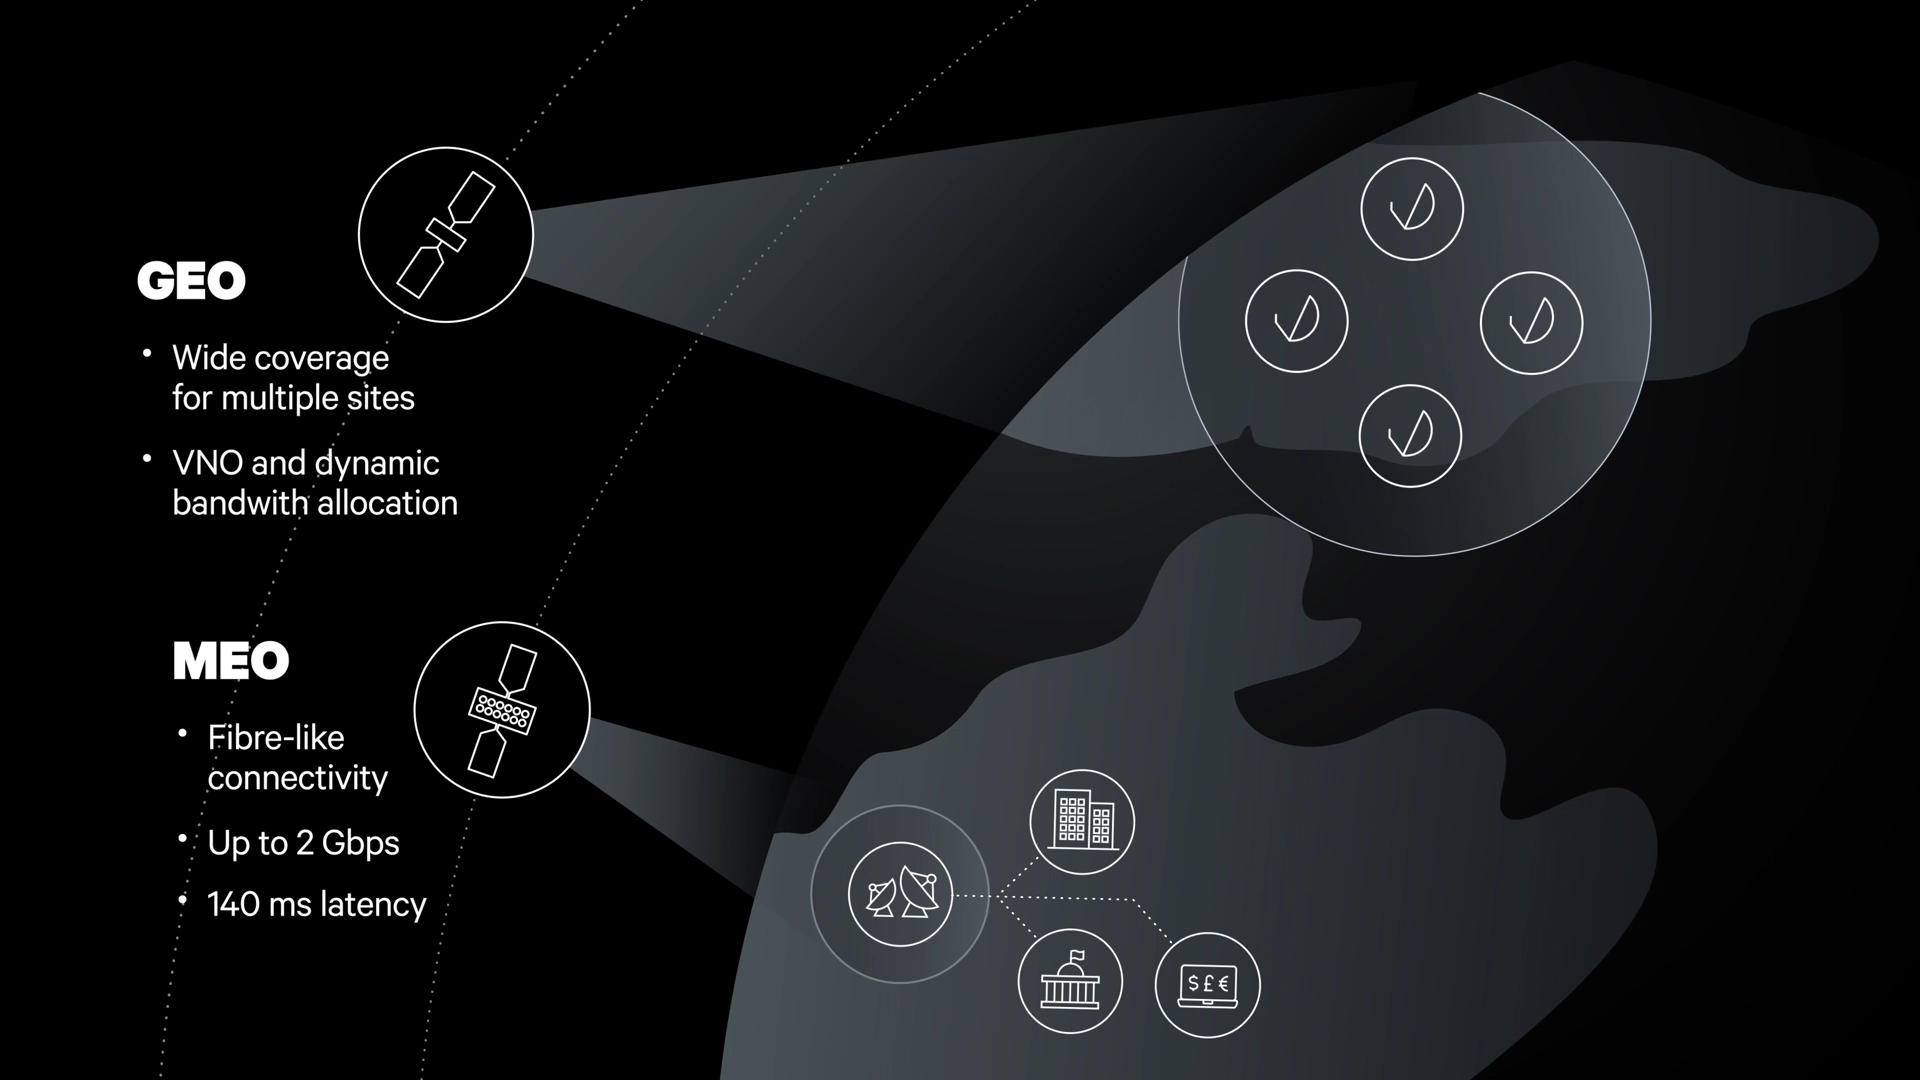 GEO
• Wide coverage
for multiple sites
• VNO and dynamic
bandwith allocation
MEO
• Fibre-like
connectivity
• Up to 2 Gbps
• 140 ms latency
$ £ €